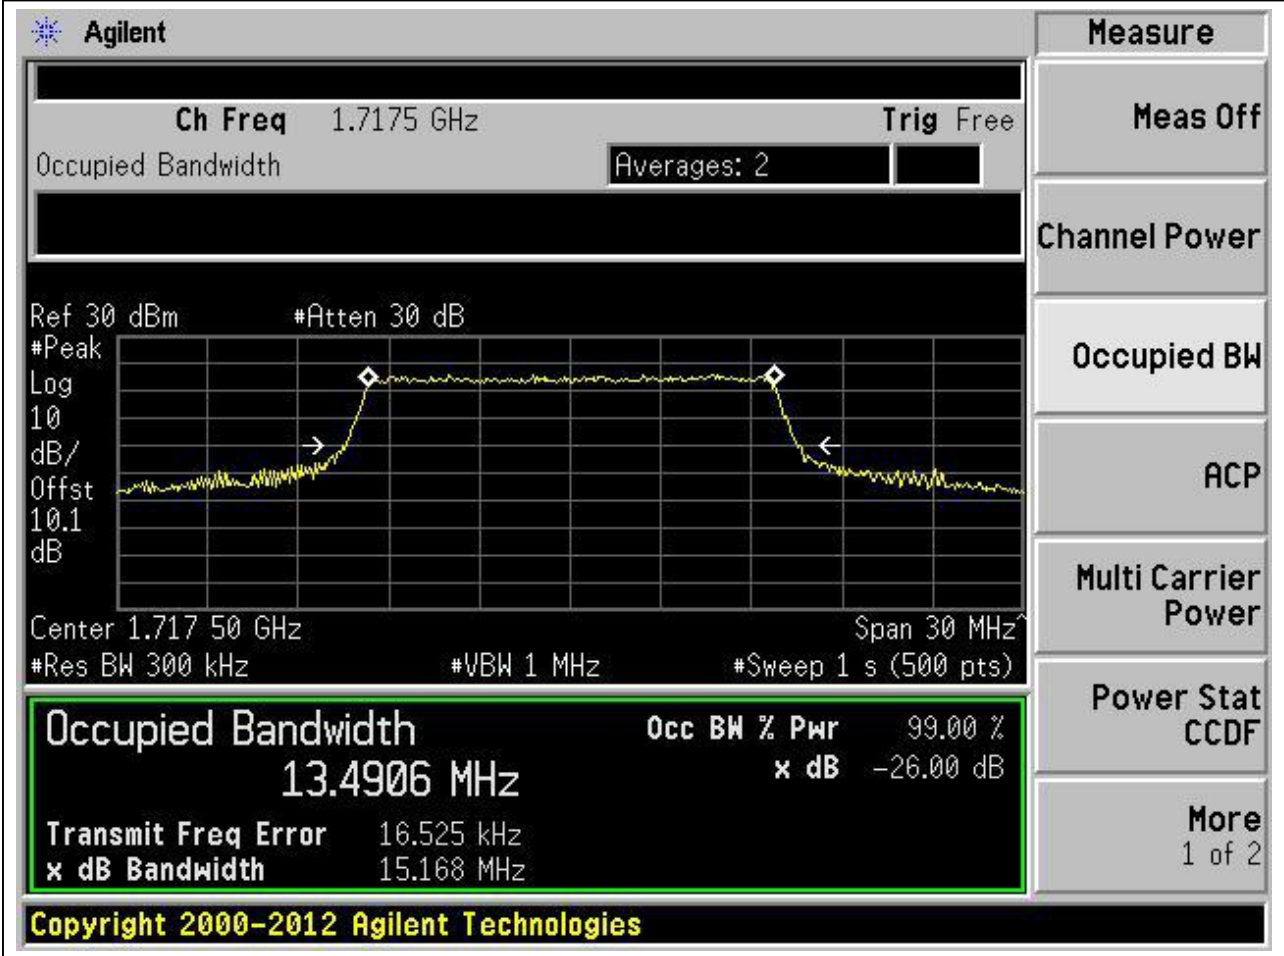 Agilent
Measure
Ch Freq 1.7175 GHz Trig Free
Occupied Bandwidth Averages: 2
Meas Off
Channel Power
Occupied BW
ACP
Multi Carrier
Power
Power Stat
CCDF
More
1 of 2
Ref 30 dBm #Atten 30 dB
#Peak
Log
10
dB/
Offst
10.1
dB
Center 1.717 50 GHz Span 30 MHz^
#Res BW 300 kHz #VBW 1 MHz #Sweep 1 s (500 pts)
Occupied Bandwidth Occ BW % Pwr 99.00 %
13.4906 MHz x dB -26.00 dB
Transmit Freq Error 16.525 kHz
x dB Bandwidth 15.168 MHz
Copyright 2000-2012 Agilent Technologies